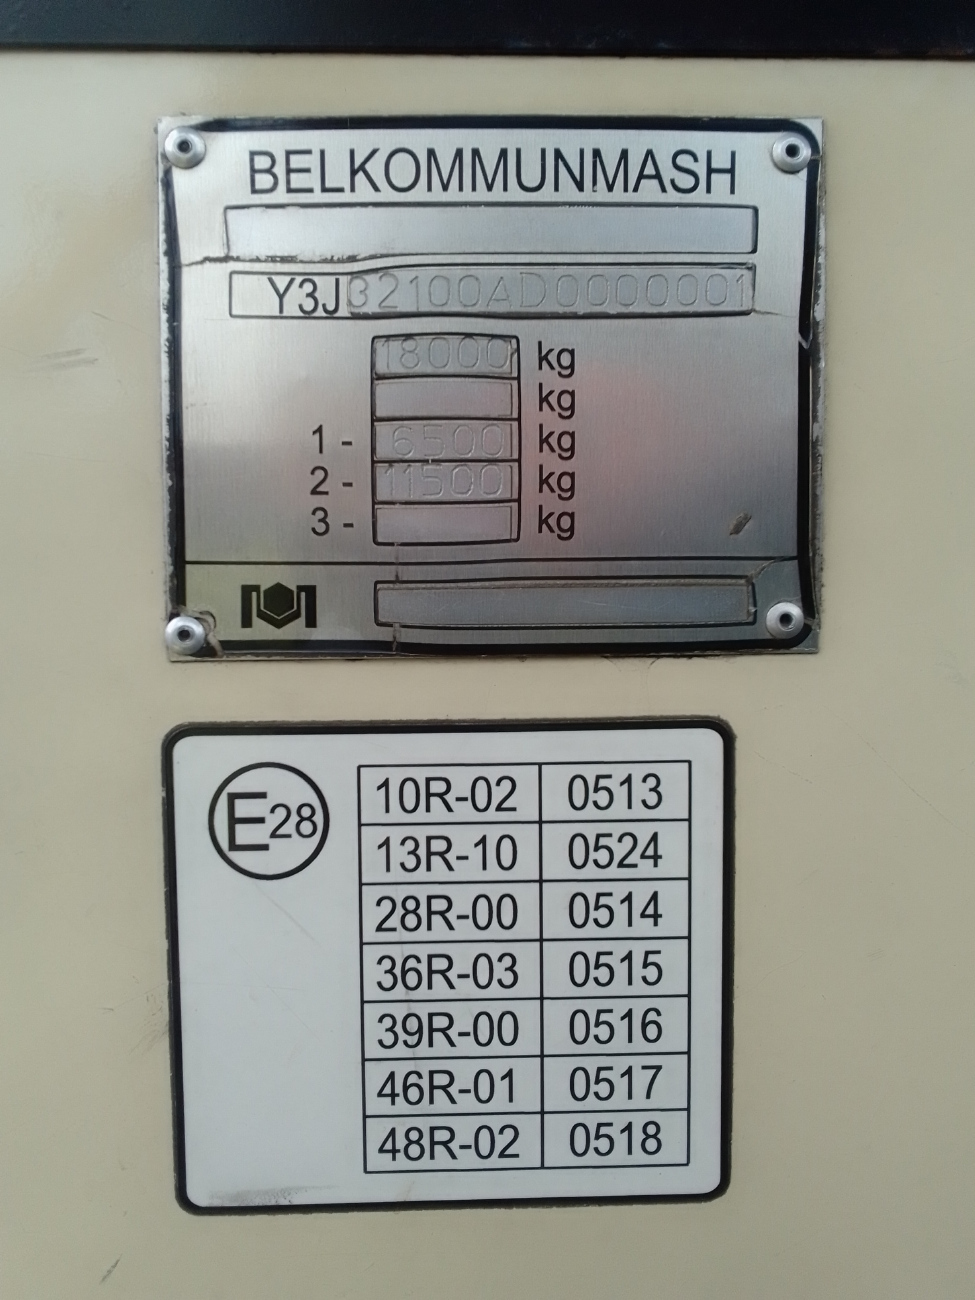 BELKOMMUNMASH
Y3J32100AD0000001
18000 kg
kg
1 - 6500 kg
2 - 11500 kg
3 - kg
E28
10R-02 0513
13R-10 0524
28R-00 0514
36R-03 0515
39R-00 0516
46R-01 0517
48R-02 0518